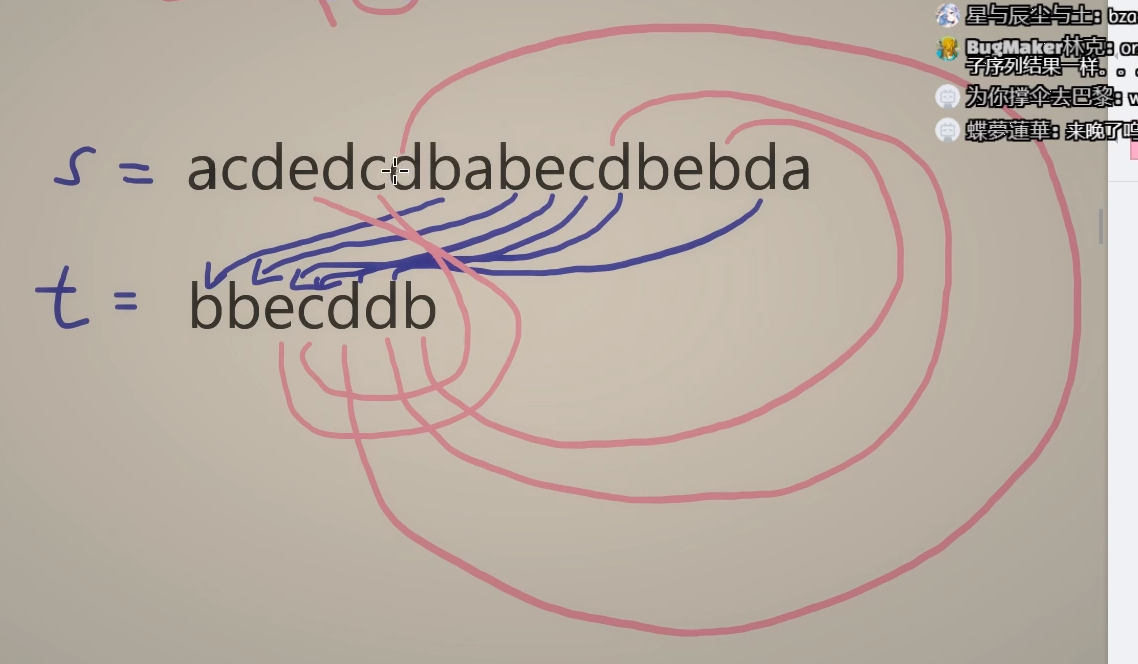 星与辰尘与土: bza
BugMaker林克: or
子序列结果一样。。.
为你撑伞去巴黎: w
蝶夢蓮華: 来晚了
s = acdedcdbabecdbebda
t = bbecddb